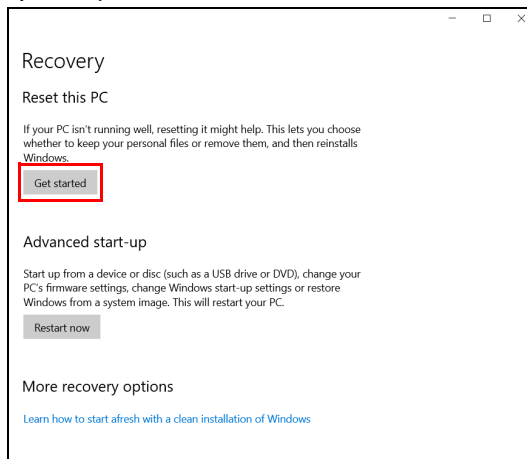 Recovery
Reset this PC
If your PC isn't running well, resetting it might help. This lets you choose
whether to keep your personal files or remove them, and then reinstalls
Windows.
Get started
Advanced start-up
Start up from a device or disc (such as a USB drive or DVD), change your
PC's firmware settings, change Windows start-up settings or restore
Windows from a system image. This will restart your PC.
Restart now
More recovery options
Learn how to start afresh with a clean installation of Windows